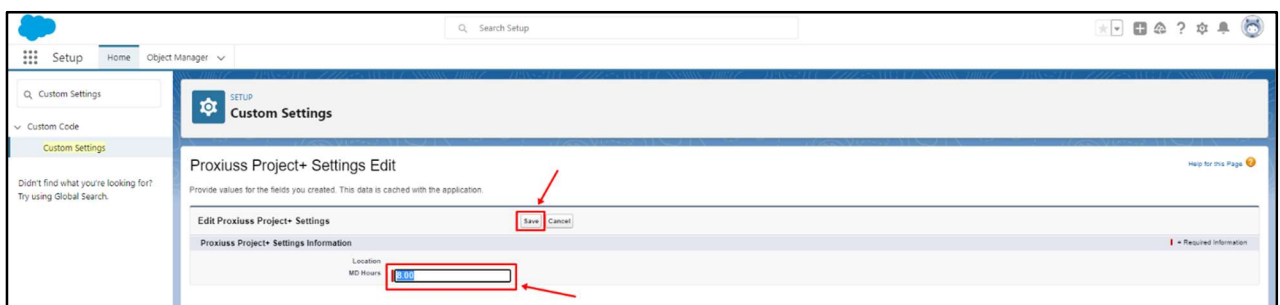 Search Setup
Setup Home Object Manager
Custom Settings
Custom Code
Custom Settings
Didn't find what you're looking for?
Try using Global Search.
SETUP
Custom Settings
Proxiuss Project+ Settings Edit
Help for this Page
Provide values for the fields you created. This data is cached with the application.
Edit Proxiuss Project+ Settings Save Cancel
Proxiuss Project+ Settings Information = Required Information
Location
MD Hours 8.00